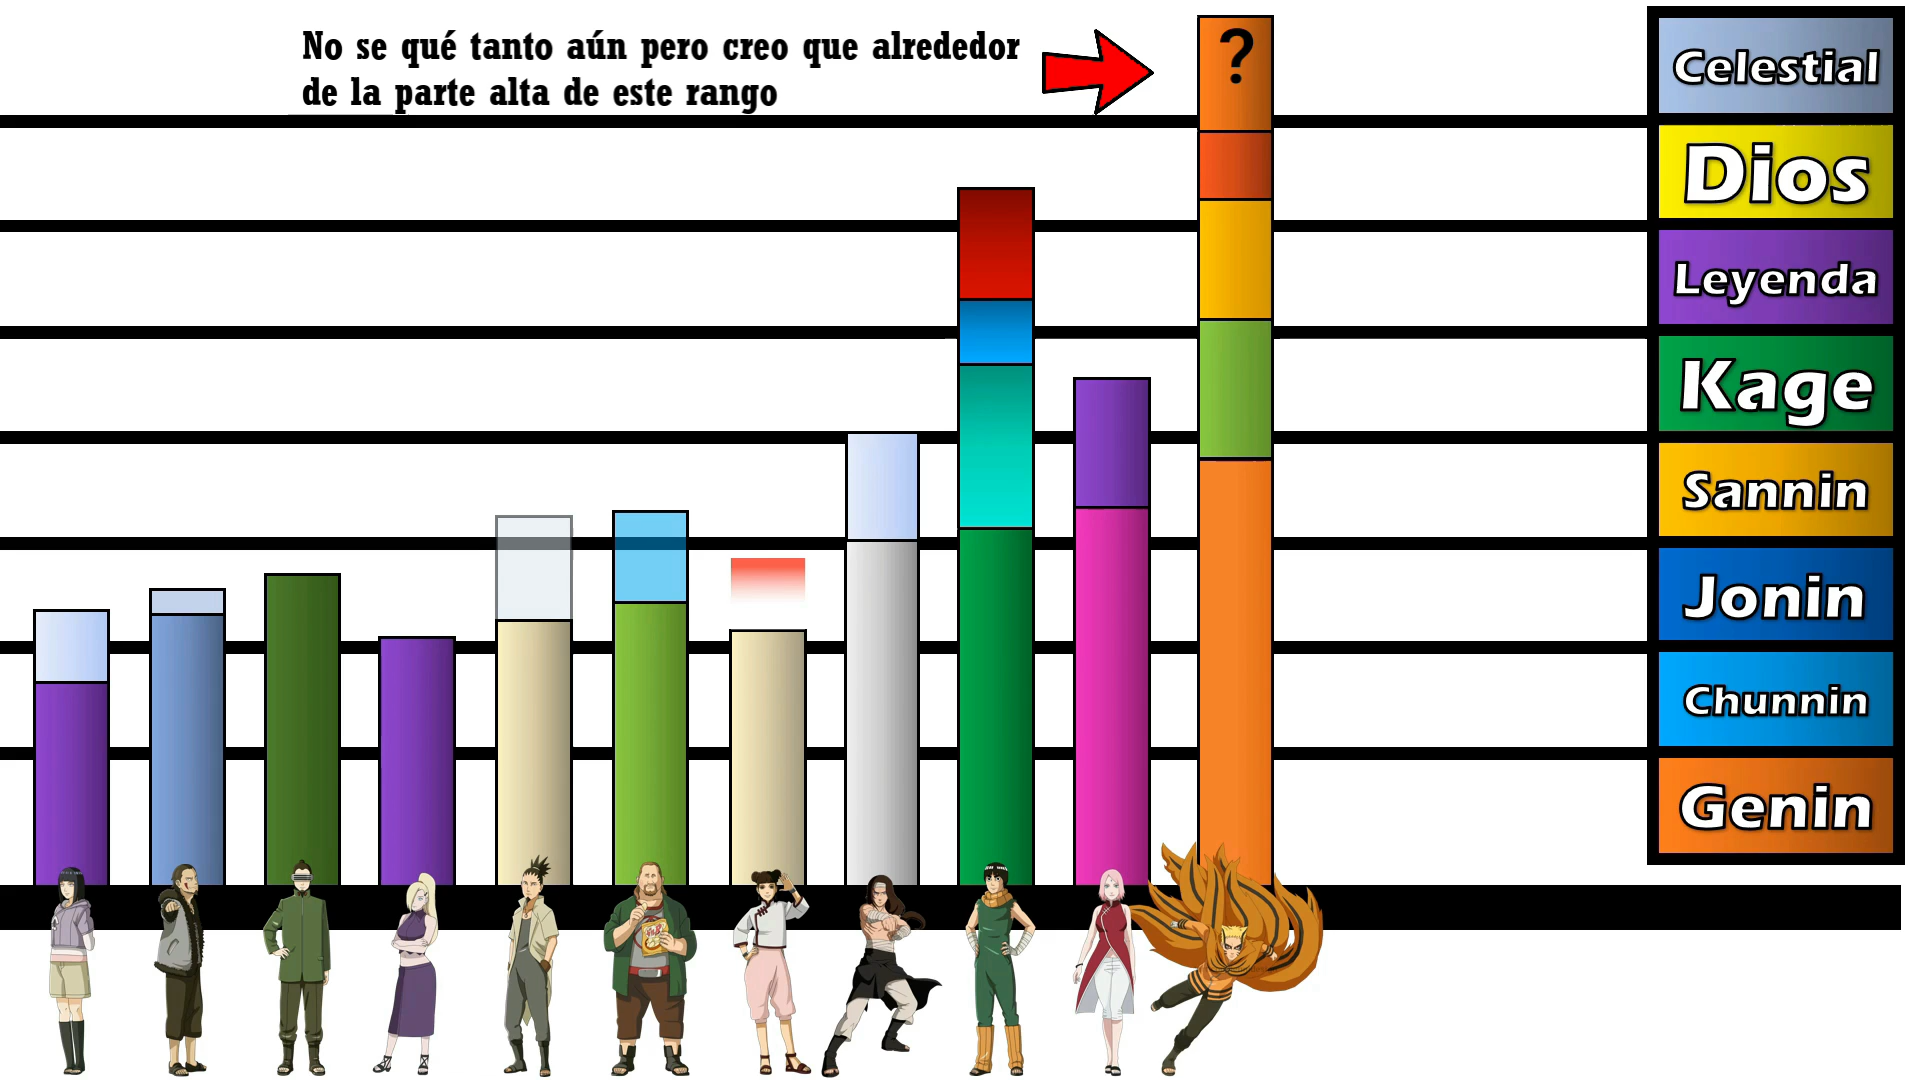 No se qué tanto aún pero creo que alrededor
de la parte alta de este rango
?
Celestial
Dios
Leyenda
Kage
Sannin
Jonin
Chunnin
Genin